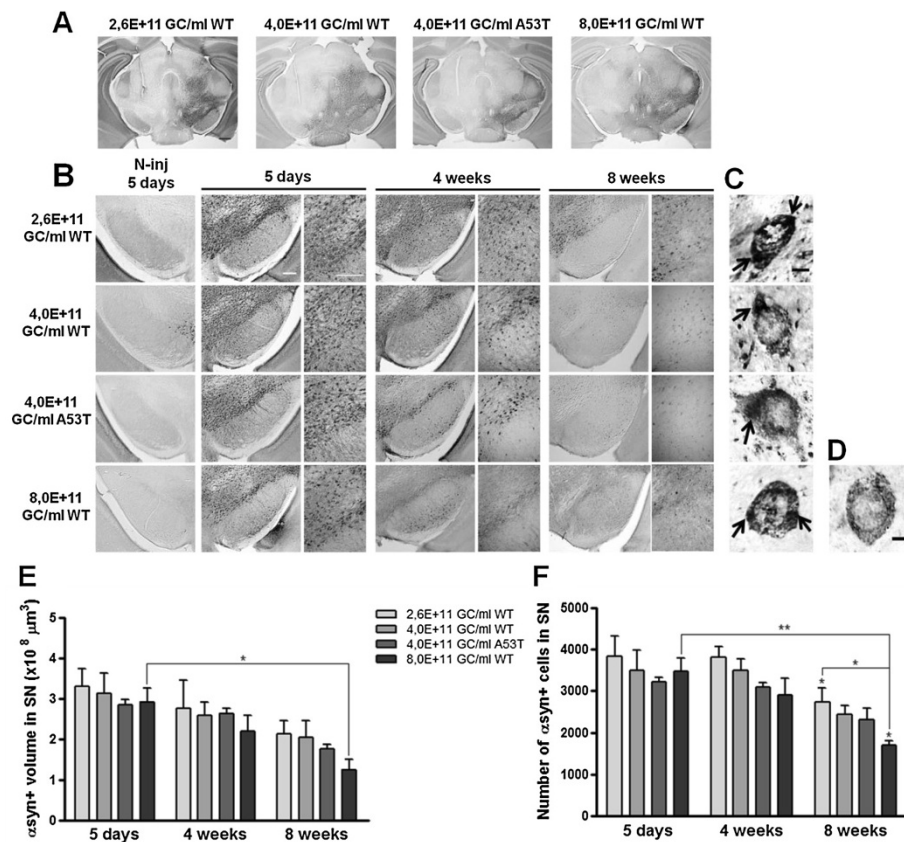 A
2,6E+11 GC/ml WT 4,0E+11 GC/ml WT 4,0E+11 GC/ml A53T 8,0E+11 GC/ml WT
B
N-inj
5 days 5 days 4 weeks 8 weeks
C
2,6E+11
GC/ml WT
4,0E+11
GC/ml WT
4,0E+11
GC/ml A53T
8,0E+11
GC/ml WT
D
E
αsyn+ volume in SN (x10⁸ µm³)
5
4
3
2
1
0
*
5 days 4 weeks 8 weeks
2,6E+11 GC/ml WT
4,0E+11 GC/ml WT
4,0E+11 GC/ml A53T
8,0E+11 GC/ml WT
F
Number of αsyn+ cells in SN
5000
4000
3000
2000
1000
0
**
*
*
*
5 days 4 weeks 8 weeks